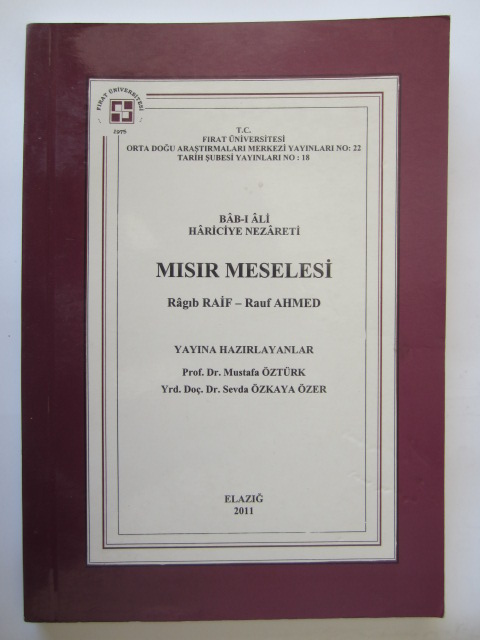 FIRAT ÜNİVERSİTESİ
1975
T.C.
FIRAT ÜNİVERSİTESİ
ORTA DOĞU ARAŞTIRMALARI MERKEZİ YAYINLARI NO: 22
TARİH ŞUBESİ YAYINLARI NO : 18
BÂB-I ÂLİ
HÂRİCİYE NEZÂRETİ
MISIR MESELESİ
Râgıb RAİF – Rauf AHMED
YAYINA HAZIRLAYANLAR
Prof. Dr. Mustafa ÖZTÜRK
Yrd. Doç. Dr. Sevda ÖZKAYA ÖZER
ELAZIĞ
2011